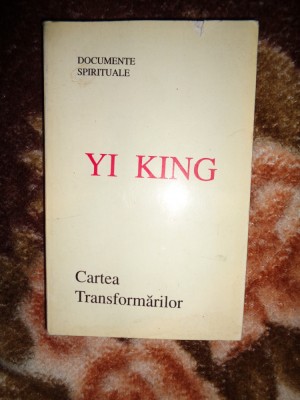 DOCUMENTE
SPIRITUALE
YI KING
Cartea
Transformărilor